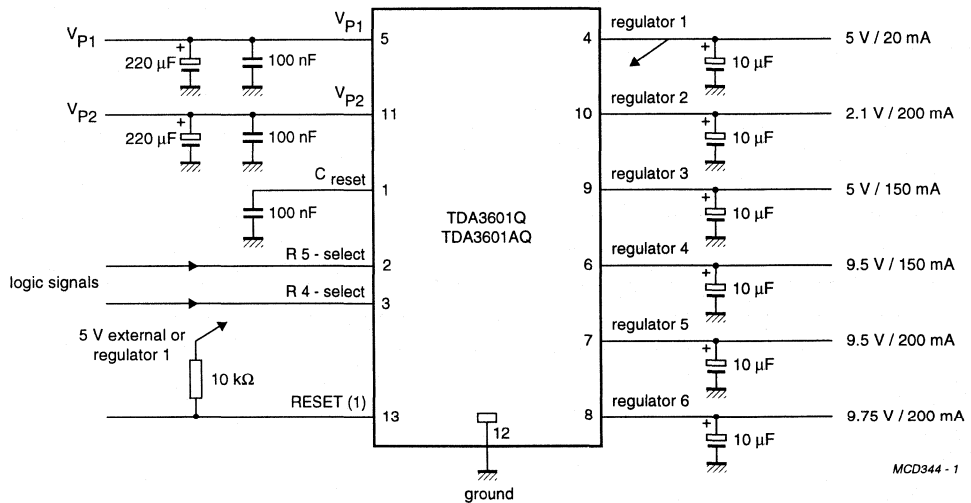 V P1
220 µF
+
100 nF
V P1
5
V P2
220 µF
+
100 nF
V P2
11
C reset
1
100 nF
logic signals
R 5 - select
2
R 4 - select
3
5 V external or
regulator 1
10 kΩ
RESET (1)
13
TDA3601Q
TDA3601AQ
12
ground
4
regulator 1
+
10 µF
5 V / 20 mA
10
regulator 2
+
10 µF
2.1 V / 200 mA
9
regulator 3
+
10 µF
5 V / 150 mA
6
regulator 4
+
10 µF
9.5 V / 150 mA
7
regulator 5
+
10 µF
9.5 V / 200 mA
8
regulator 6
+
10 µF
9.75 V / 200 mA
MCD344 - 1